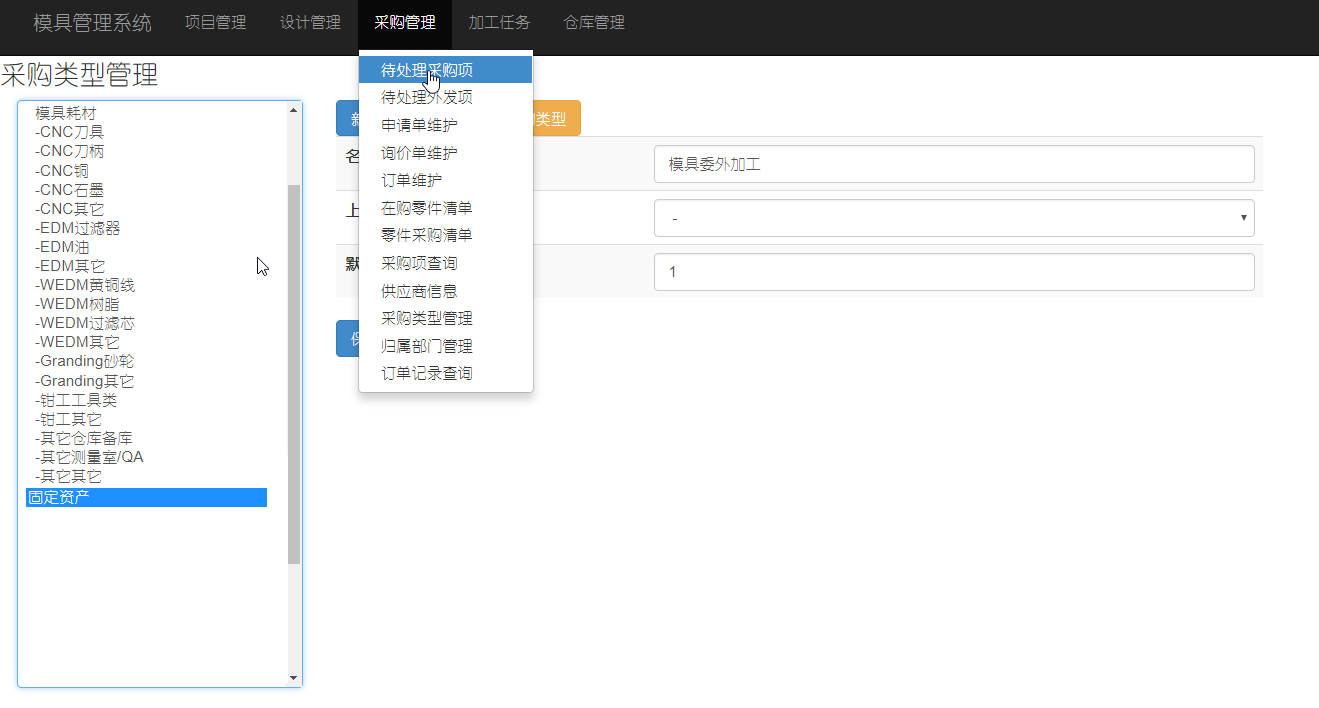 模具管理系统 项目管理 设计管理 采购管理 加工任务 仓库管理
采购类型管理
模具耗材
-CNC刀具
-CNC刀柄
-CNC铜
-CNC石墨
-CNC其它
-EDM过滤器
-EDM油
-EDM其它
-WEDM黄铜线
-WEDM树脂
-WEDM过滤芯
-WEDM其它
-Granding砂轮
-Granding其它
-钳工工具类
-钳工其它
-其它仓库备库
-其它测量室/QA
-其它其它
固定资产
待处理采购项
待处理外发项
申请单维护
询价单维护
订单维护
在购零件清单
零件采购清单
采购项查询
供应商信息
采购类型管理
归属部门管理
订单记录查询
类型
名
模具委外加工
上
-
默
1